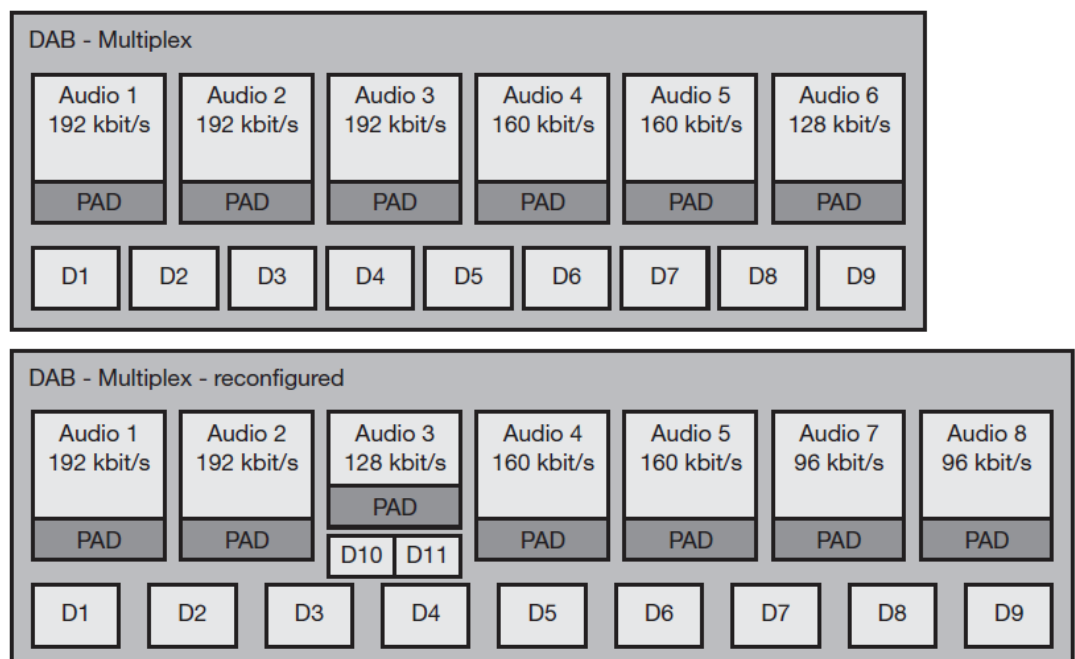 DAB - Multiplex
Audio 1
192 kbit/s
PAD
Audio 2
192 kbit/s
PAD
Audio 3
192 kbit/s
PAD
Audio 4
160 kbit/s
PAD
Audio 5
160 kbit/s
PAD
Audio 6
128 kbit/s
PAD
D1
D2
D3
D4
D5
D6
D7
D8
D9
DAB - Multiplex - reconfigured
Audio 1
192 kbit/s
PAD
Audio 2
192 kbit/s
PAD
Audio 3
128 kbit/s
PAD
D10
D11
Audio 4
160 kbit/s
PAD
Audio 5
160 kbit/s
PAD
Audio 7
96 kbit/s
PAD
Audio 8
96 kbit/s
PAD
D1
D2
D3
D4
D5
D6
D7
D8
D9